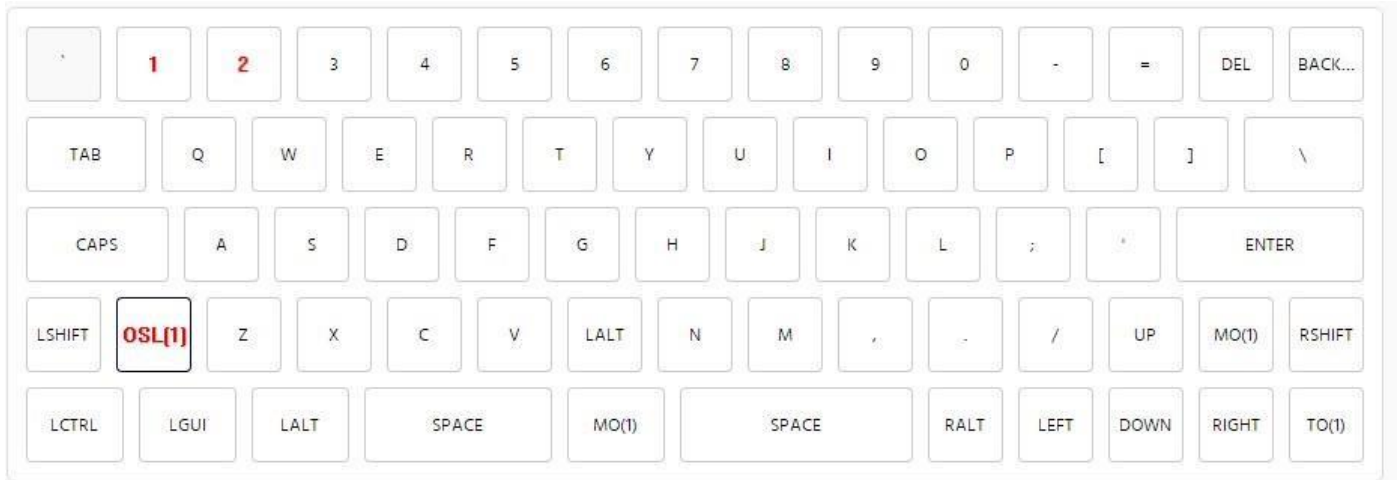 ` 1 2 3 4 5 6 7 8 9 0 - = DEL BACK...
TAB Q W E R T Y U I O P [ ] \
CAPS A S D F G H J K L ; ' ENTER
LSHIFT OSL(1) Z X C V LALT N M , . / UP MO(1) RSHIFT
LCTRL LGUI LALT SPACE MO(1) SPACE RALT LEFT DOWN RIGHT TO(1)